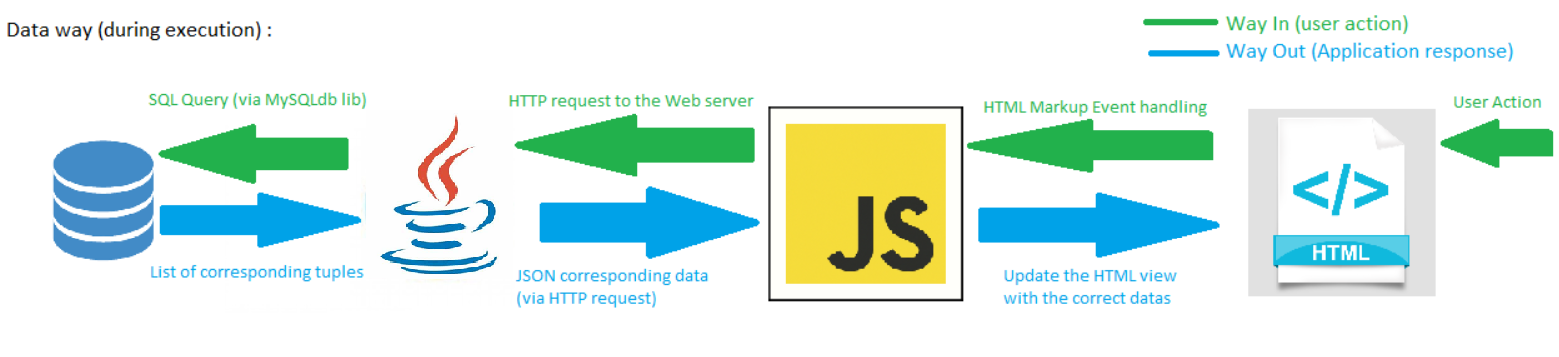 Data way (during execution) :
Way In (user action)
Way Out (Application response)
SQL Query (via MySQLdb lib)
HTTP request to the Web server
HTML Markup Event handling
User Action
JS
</>
HTML
List of corresponding tuples
JSON corresponding data
(via HTTP request)
Update the HTML view
with the correct datas